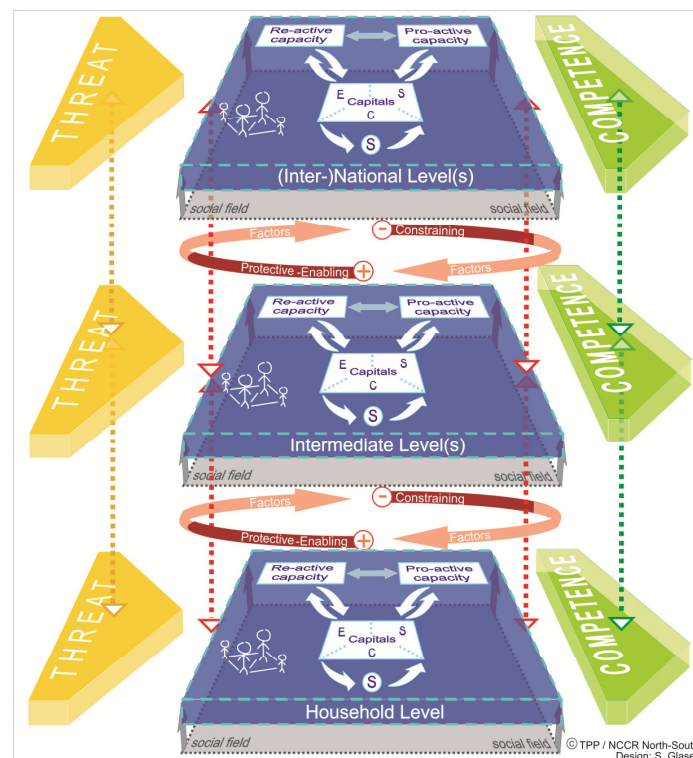 THREAT
Re-active capacity
Pro-active capacity
COMPETENCE
E
S
Capitals
C
S
(Inter-)National Level(s)
social field
social field
Factors
- Constraining
Protective-Enabling +
Factors
THREAT
Re-active capacity
Pro-active capacity
COMPETENCE
E
S
Capitals
C
S
Intermediate Level(s)
social field
social field
Factors
- Constraining
Protective-Enabling +
Factors
THREAT
Re-active capacity
Pro-active capacity
COMPETENCE
E
S
Capitals
C
S
Household Level
social field
social field
© TPP / NCCR North-Sout
Design: S. Glase